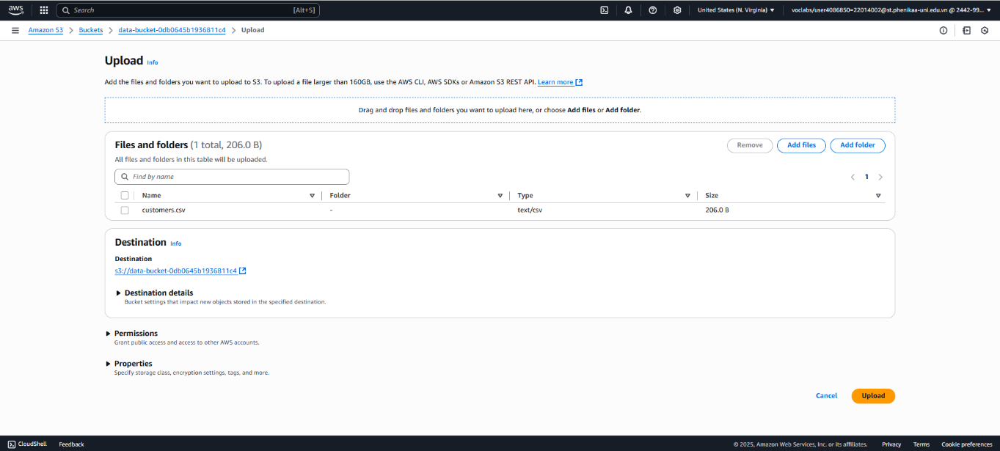 aws Search [Alt+S] United States (N. Virginia) voclabs/user4086850=22014002@st.phenikaa-uni.edu.vn @ 2442-99...
Amazon S3 Buckets data-bucket-0db0645b1936811c4 Upload
Upload Info
Add the files and folders you want to upload to S3. To upload a file larger than 160GB, use the AWS CLI, AWS SDKs or Amazon S3 REST API. Learn more
Drag and drop files and folders you want to upload here, or choose Add files or Add folder.
Files and folders (1 total, 206.0 B) Remove Add files Add folder
All files and folders in this table will be uploaded.
Find by name 1
Name Folder Type Size
customers.csv - text/csv 206.0 B
Destination Info
Destination
s3://data-bucket-0db0645b1936811c4
Destination details
Bucket settings that impact new objects stored in the specified destination.
Permissions
Grant public access and access to other AWS accounts.
Properties
Specify storage class, encryption settings, tags, and more.
Cancel Upload
CloudShell Feedback © 2025, Amazon Web Services, Inc. or its affiliates. Privacy Terms Cookie preferences